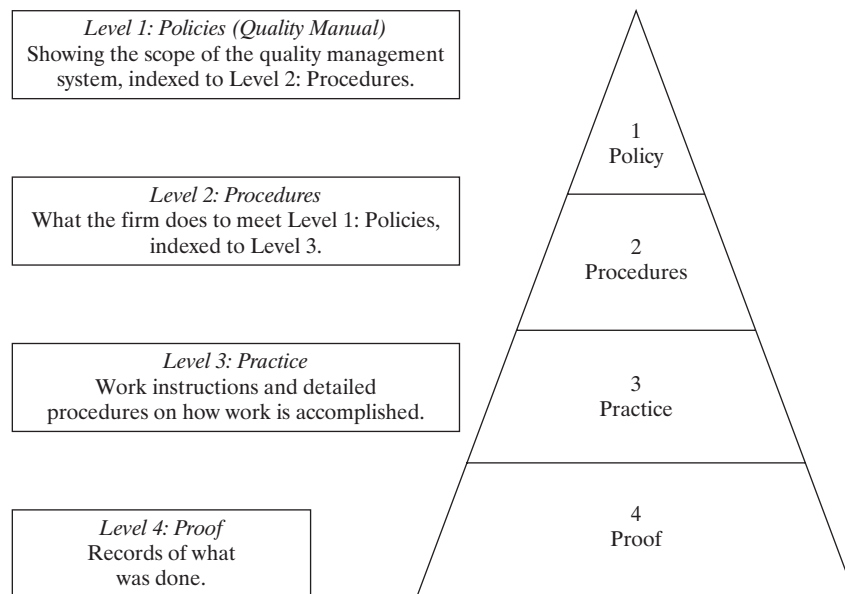 Level 1: Policies (Quality Manual)
Showing the scope of the quality management
system, indexed to Level 2: Procedures.
1
Policy
Level 2: Procedures
What the firm does to meet Level 1: Policies,
indexed to Level 3.
2
Procedures
Level 3: Practice
Work instructions and detailed
procedures on how work is accomplished.
3
Practice
Level 4: Proof
Records of what
was done.
4
Proof